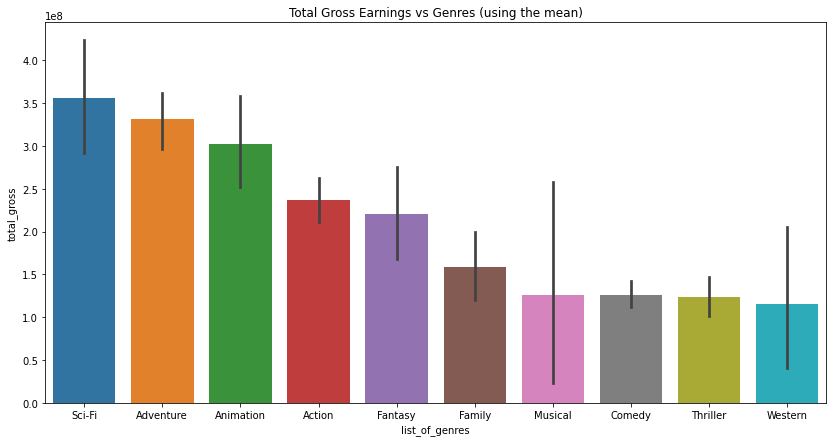 Total Gross Earnings vs Genres (using the mean)
1e8
4.0
3.5
3.0
2.5
2.0
1.5
1.0
0.5
0.0
total_gross
Sci-Fi Adventure Animation Action Fantasy Family Musical Comedy Thriller Western
list_of_genres